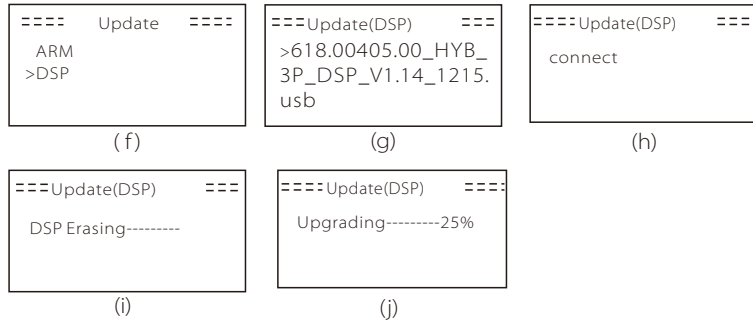 ==== Update ====
ARM
>DSP
(f)
===Update(DSP) ===
>618.00405.00_HYB_
3P_DSP_V1.14_1215.
usb
(g)
====Update(DSP) ===
connect
(h)
===Update(DSP) ===
DSP Erasing---------
(i)
====Update(DSP) ====
Upgrading---------25%
(j)